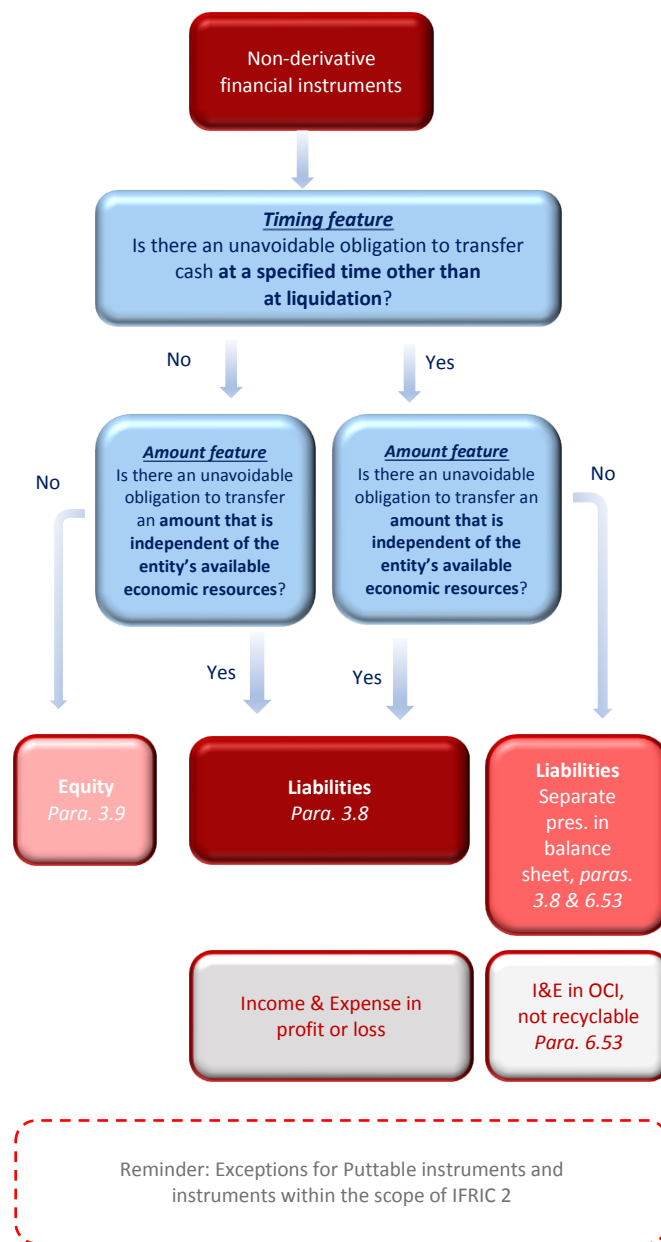 Non-derivative
financial instruments
Timing feature
Is there an unavoidable obligation to transfer
cash at a specified time other than
at liquidation?
No
Yes
Amount feature
Is there an unavoidable
obligation to transfer
an amount that is
independent of the
entity's available
economic resources?
Amount feature
Is there an unavoidable
obligation to transfer an
amount that is
independent of the
entity's available
economic resources?
No
No
Yes
Yes
Equity
Para. 3.9
Liabilities
Para. 3.8
Liabilities
Separate
pres. in
balance
sheet, paras.
3.8 & 6.53
Income & Expense in
profit or loss
I&E in OCI,
not recyclable
Para. 6.53
Reminder: Exceptions for Puttable instruments and
instruments within the scope of IFRIC 2